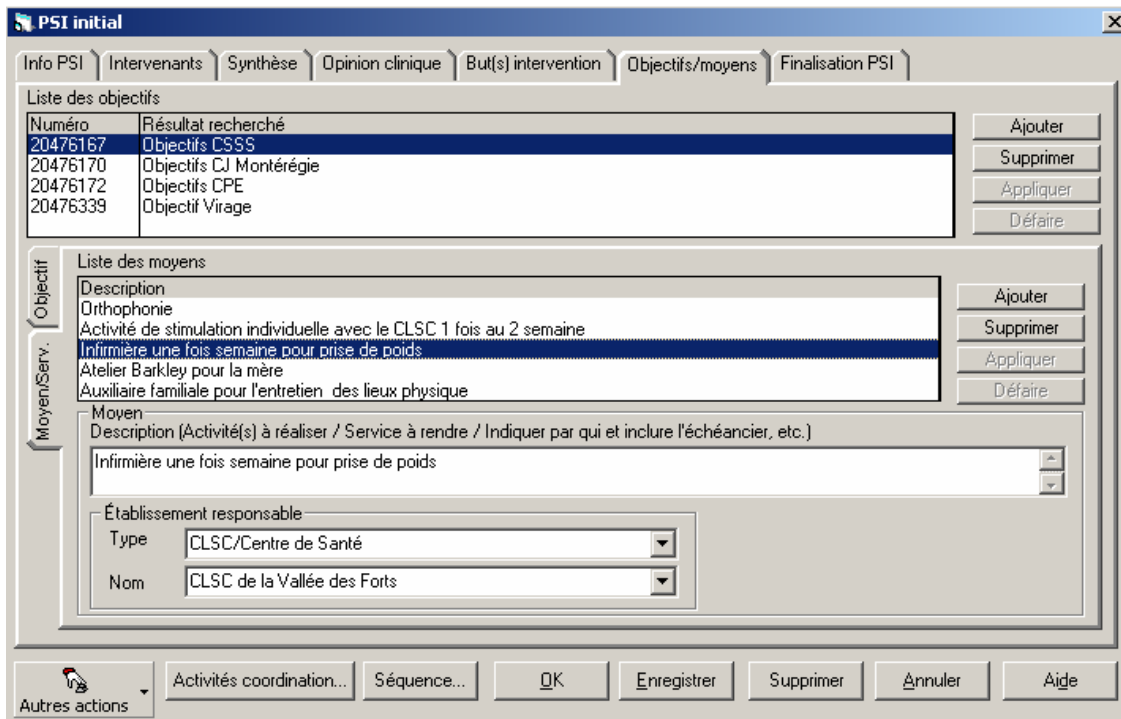 PSI initial
Info PSI Intervenants Synthèse Opinion clinique But(s) intervention Objectifs/moyens Finalisation PSI
Liste des objectifs
Numéro Résultat recherché
20476167 Objectifs CSSS
20476170 Objectifs CJ Montérégie
20476172 Objectifs CPE
20476339 Objectif Virage
Ajouter
Supprimer
Appliquer
Défaire
Objectif
Moyen/Serv.
Liste des moyens
Description
Orthophonie
Activité de stimulation individuelle avec le CLSC 1 fois au 2 semaine
Infirmière une fois semaine pour prise de poids
Atelier Barkley pour la mère
Auxiliaire familiale pour l'entretien des lieux physique
Ajouter
Supprimer
Appliquer
Défaire
Moyen
Description (Activité(s) à réaliser / Service à rendre / Indiquer par qui et inclure l'échéancier, etc.)
Infirmière une fois semaine pour prise de poids
Établissement responsable
Type CLSC/Centre de Santé
Nom CLSC de la Vallée des Forts
Autres actions
Activités coordination... Séquence... OK Enregistrer Supprimer Annuler Aide